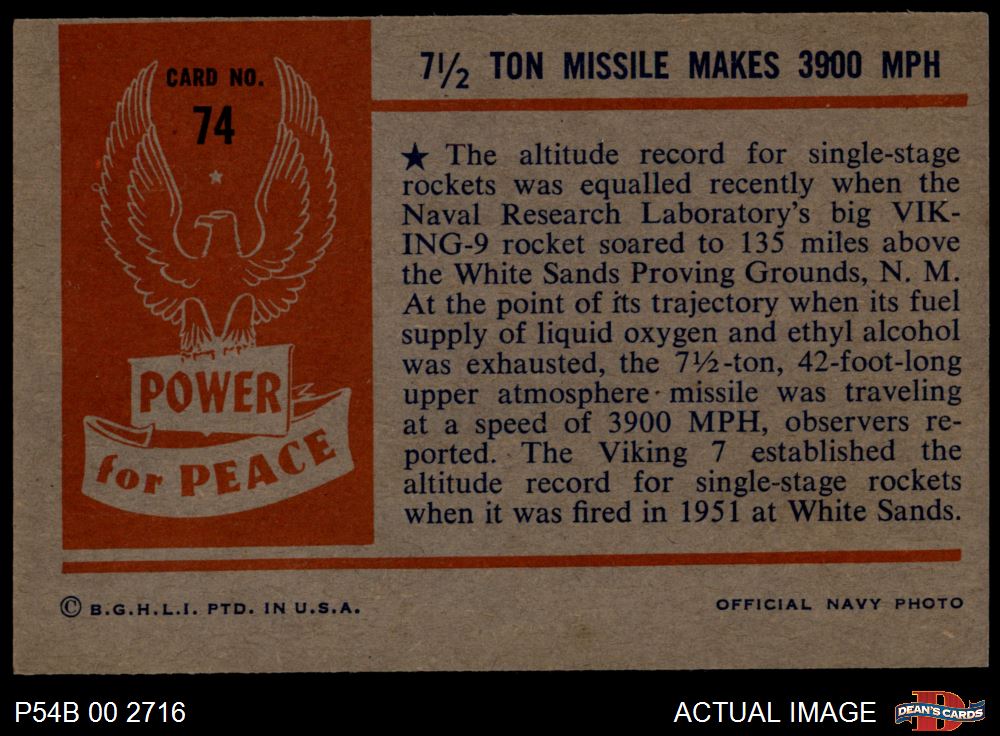 CARD NO.
74
POWER
for PEACE
7 1/2 TON MISSILE MAKES 3900 MPH
★ The altitude record for single-stage
rockets was equalled recently when the
Naval Research Laboratory's big VIK-
ING-9 rocket soared to 135 miles above
the White Sands Proving Grounds, N. M.
At the point of its trajectory when its fuel
supply of liquid oxygen and ethyl alcohol
was exhausted, the 7½-ton, 42-foot-long
upper atmosphere missile was traveling
at a speed of 3900 MPH, observers re-
ported. The Viking 7 established the
altitude record for single-stage rockets
when it was fired in 1951 at White Sands.
© B.G.H.L.I. PTD. IN U.S.A.
OFFICIAL NAVY PHOTO
P54B 00 2716
ACTUAL IMAGE
DEAN'S CARDS